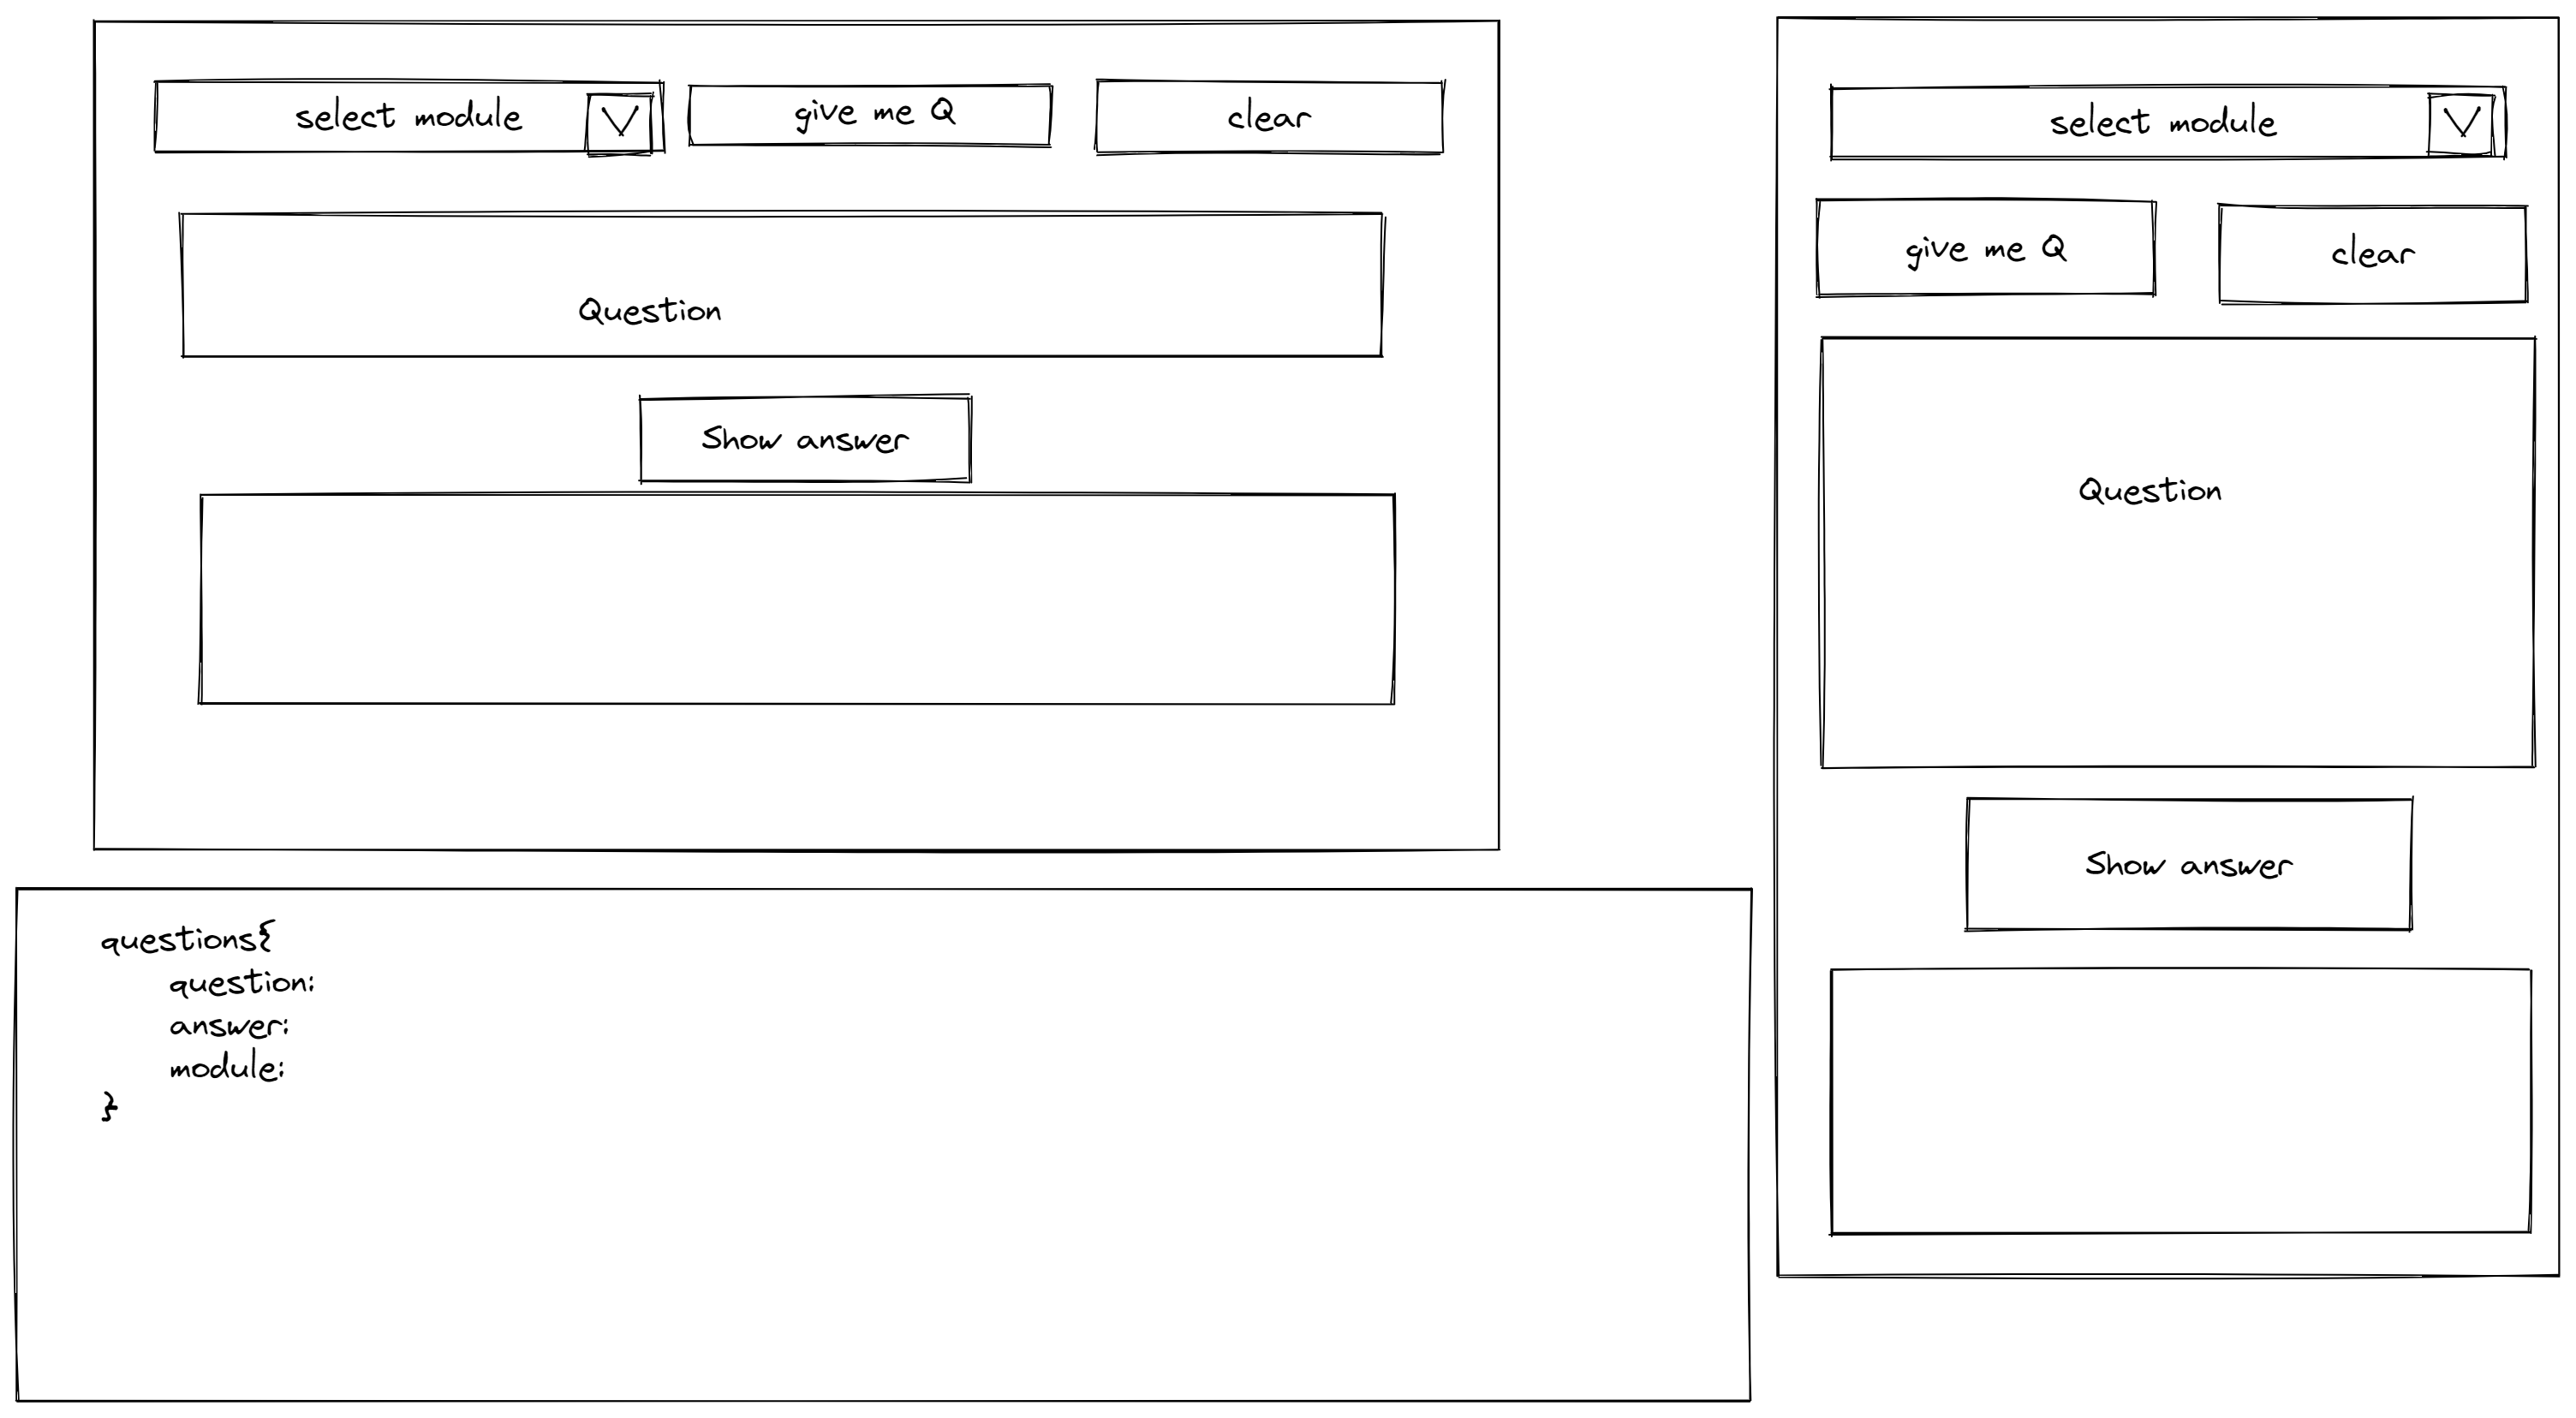 select module
give me Q
clear
Question
Show answer
questions{
question:
answer:
module:
}
select module
give me Q
clear
Question
Show answer